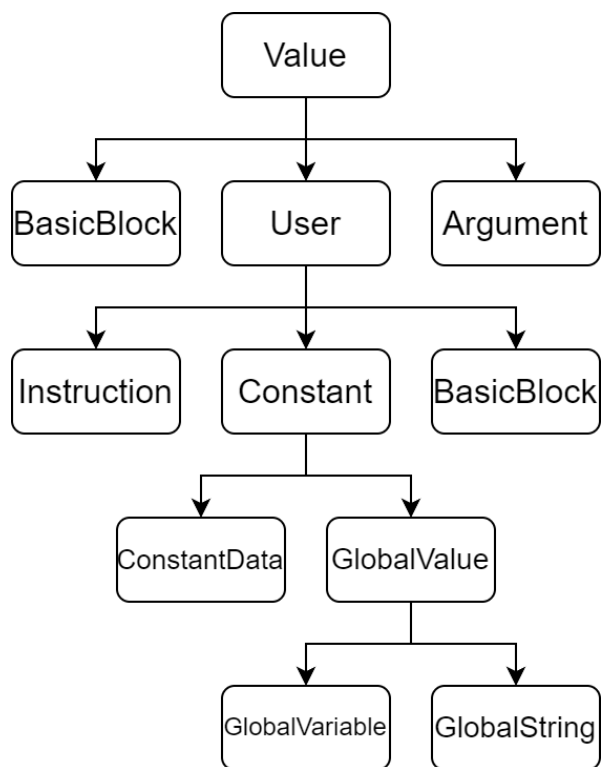 Value
BasicBlock
User
Argument
Instruction
Constant
BasicBlock
ConstantData
GlobalValue
GlobalVariable
GlobalString